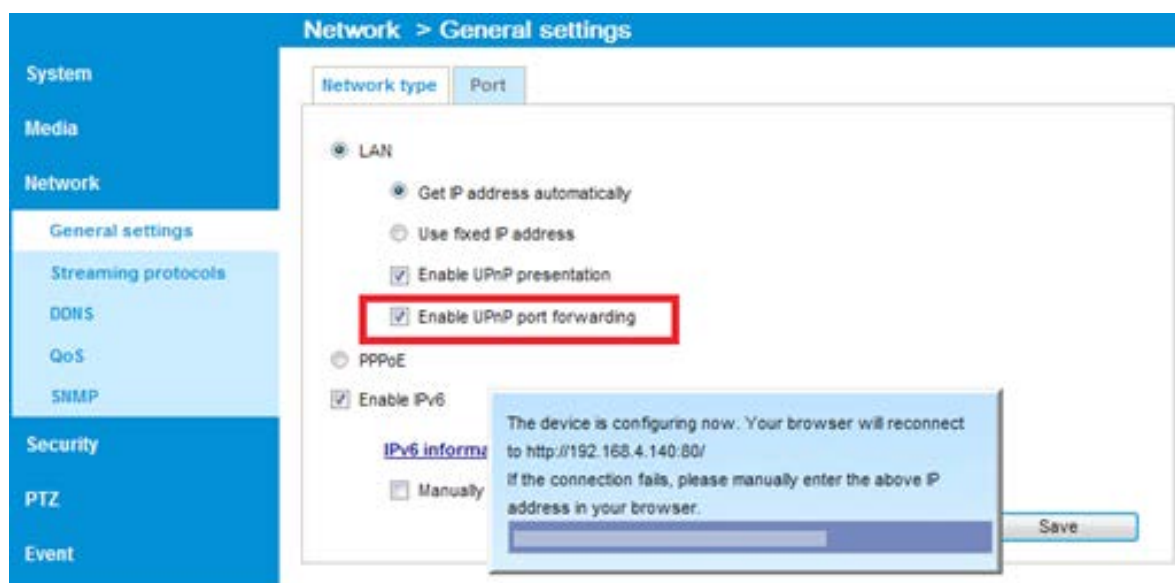 Network > General settings
System
Media
Network
General settings
Streaming protocols
DDNS
QoS
SNMP
Security
PTZ
Event
Network type
Port
LAN
Get IP address automatically
Use fixed IP address
Enable UPnP presentation
Enable UPnP port forwarding
PPPoE
Enable IPv6
IPv6 informa
Manually
The device is configuring now. Your browser will reconnect
to http://192.168.4.140:80/
If the connection fails, please manually enter the above IP
address in your browser.
Save